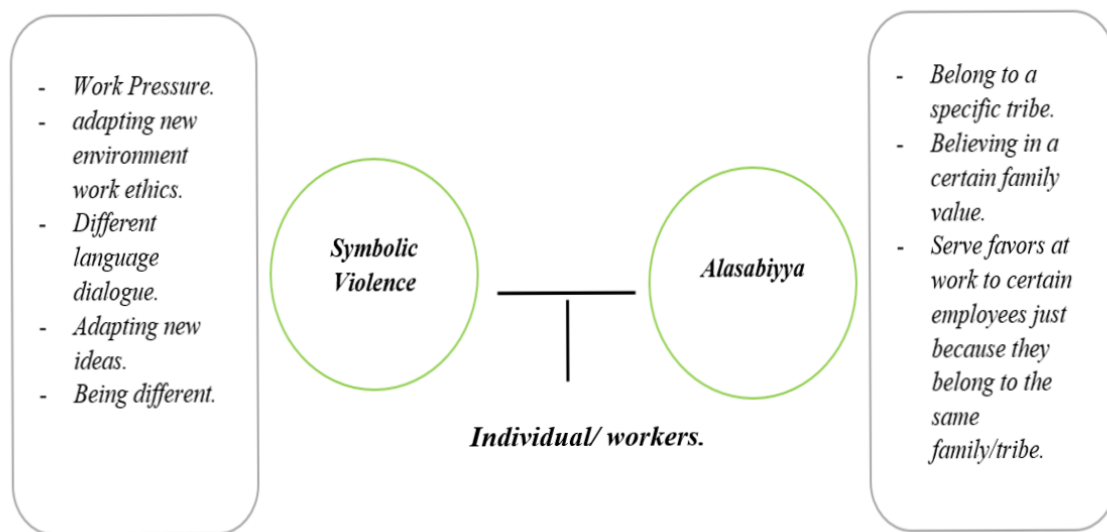 - Work Pressure.
- adapting new
environment
work ethics.
- Different
language
dialogue.
- Adapting new
ideas.
- Being different.
Symbolic
Violence
Individual/ workers.
Alasabiyya
- Belong to a
specific tribe.
- Believing in a
certain family
value.
- Serve favors at
work to certain
employees just
because they
belong to the
same
family/tribe.